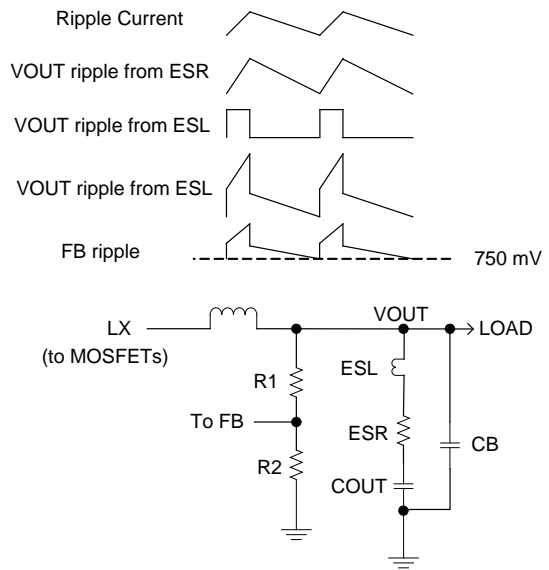 Ripple Current
VOUT ripple from ESR
VOUT ripple from ESL
VOUT ripple from ESL
FB ripple
750 mV
VOUT
LX
LOAD
(to MOSFETs)
ESL
R1
To FB
ESR
CB
R2
COUT